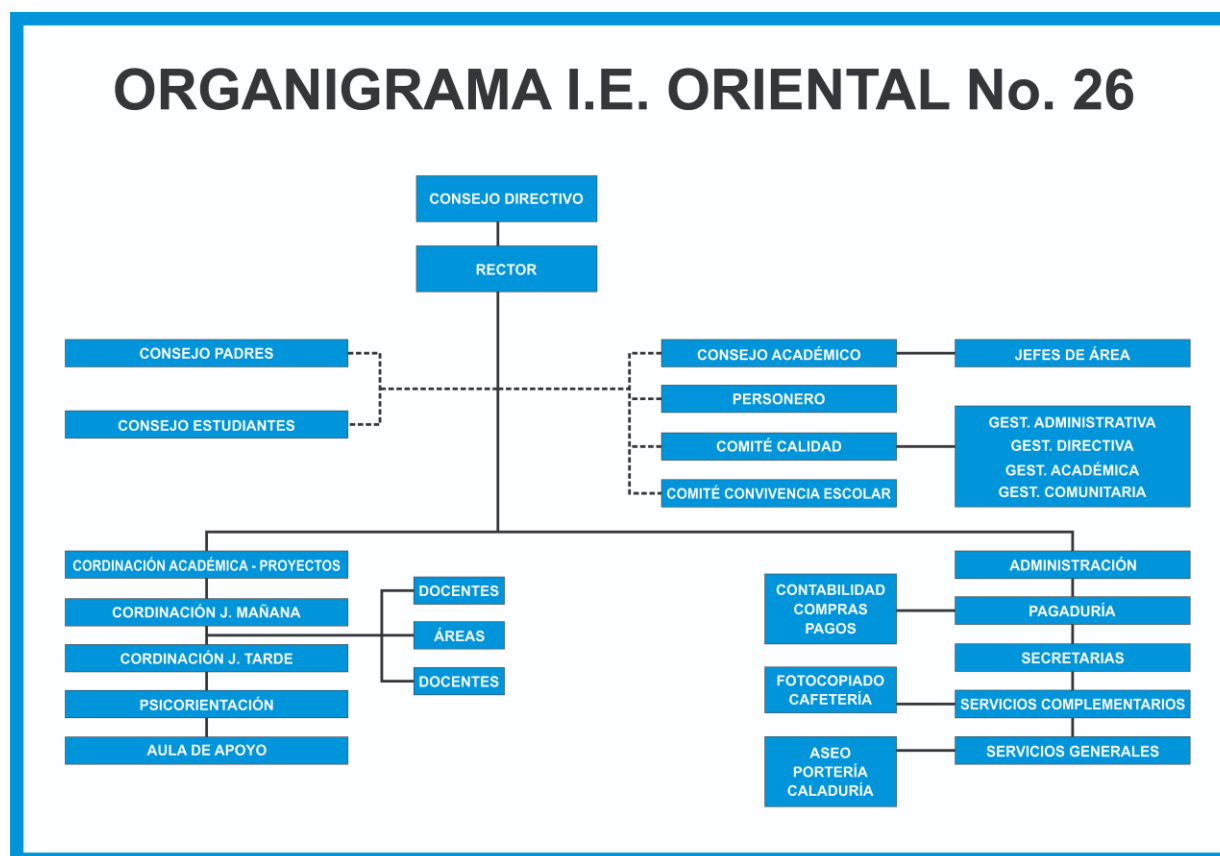 ORGANIGRAMA I.E. ORIENTAL No. 26
CONSEJO DIRECTIVO
RECTOR
CONSEJO PADRES
CONSEJO ESTUDIANTES
CONSEJO ACADÉMICO
JEFES DE ÁREA
PERSONERO
COMITÉ CALIDAD
GEST. ADMINISTRATIVA
GEST. DIRECTIVA
GEST. ACADÉMICA
GEST. COMUNITARIA
COMITÉ CONVIVENCIA ESCOLAR
CORDINACIÓN ACADÉMICA - PROYECTOS
CORDINACIÓN J. MAÑANA
CORDINACIÓN J. TARDE
PSICORIENTACIÓN
AULA DE APOYO
DOCENTES
ÁREAS
DOCENTES
CONTABILIDAD
COMPRAS
PAGOS
FOTOCOPIADO
CAFETERÍA
ASEO
PORTERÍA
CALADURÍA
ADMINISTRACIÓN
PAGADURÍA
SECRETARIAS
SERVICIOS COMPLEMENTARIOS
SERVICIOS GENERALES